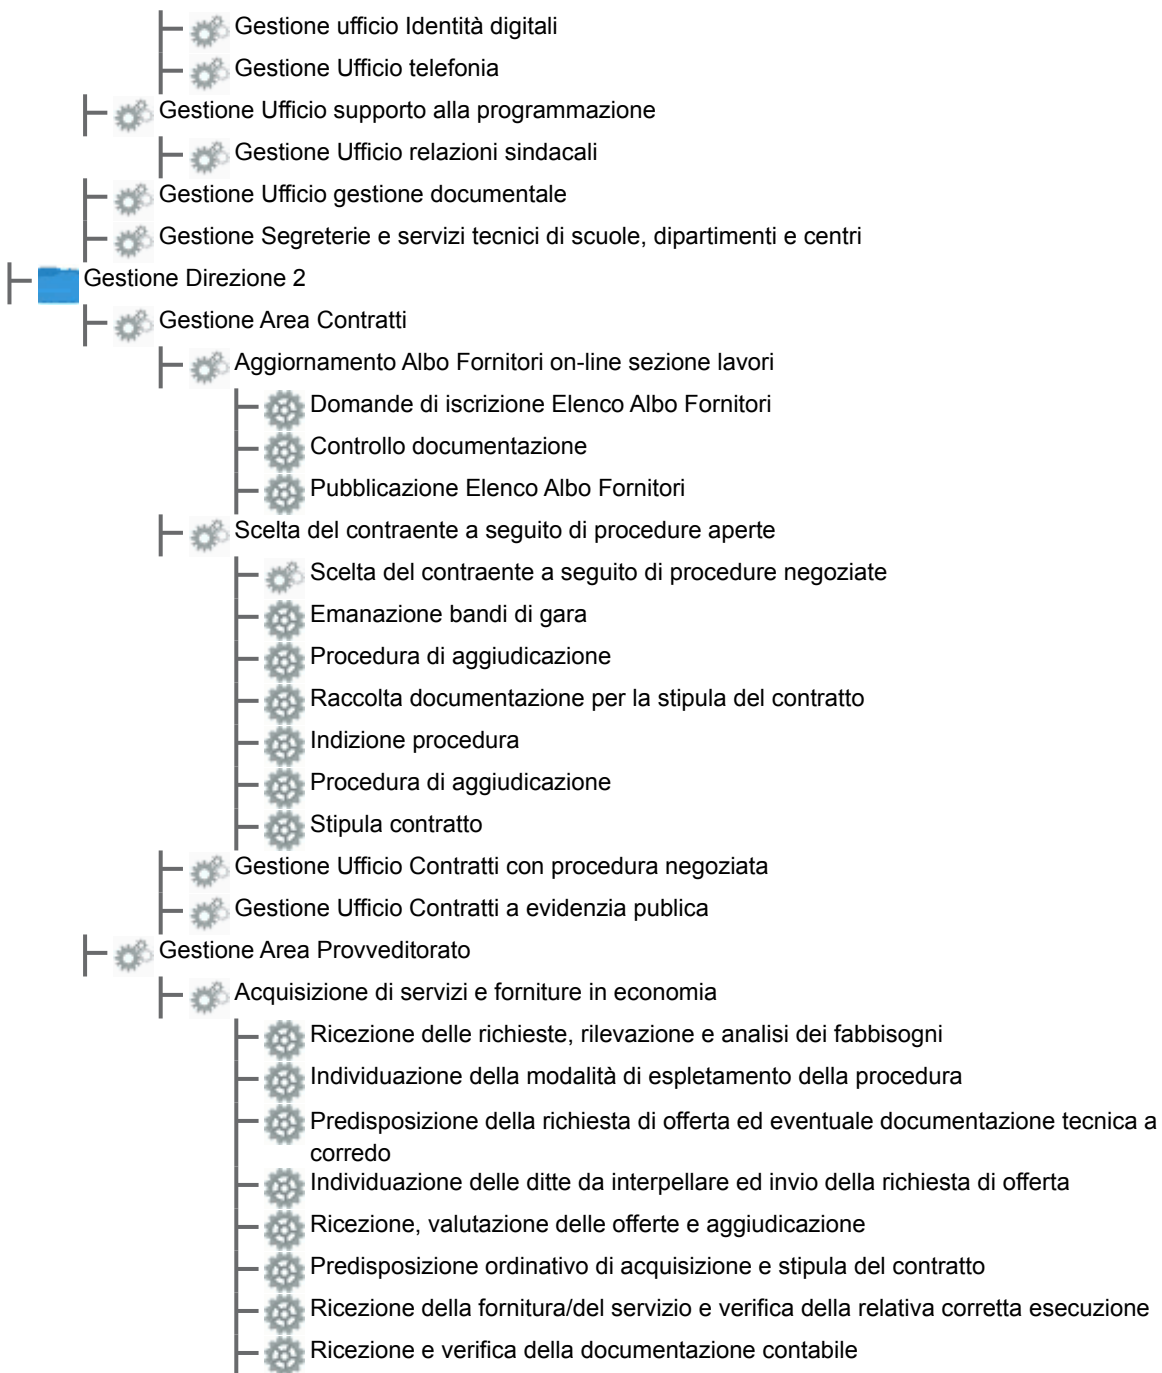 Gestione ufficio Identità digitali
Gestione Ufficio telefonia
Gestione Ufficio supporto alla programmazione
Gestione Ufficio relazioni sindacali
Gestione Ufficio gestione documentale
Gestione Segreterie e servizi tecnici di scuole, dipartimenti e centri
Gestione Direzione 2
Gestione Area Contratti
Aggiornamento Albo Fornitori on-line sezione lavori
Domande di iscrizione Elenco Albo Fornitori
Controllo documentazione
Pubblicazione Elenco Albo Fornitori
Scelta del contraente a seguito di procedure aperte
Scelta del contraente a seguito di procedure negoziate
Emanazione bandi di gara
Procedura di aggiudicazione
Raccolta documentazione per la stipula del contratto
Indizione procedura
Procedura di aggiudicazione
Stipula contratto
Gestione Ufficio Contratti con procedura negoziata
Gestione Ufficio Contratti a evidenzia publica
Gestione Area Provveditorato
Acquisizione di servizi e forniture in economia
Ricezione delle richieste, rilevazione e analisi dei fabbisogni
Individuazione della modalità di espletamento della procedura
Predisposizione della richiesta di offerta ed eventuale documentazione tecnica a
corredo
Individuazione delle ditte da interpellare ed invio della richiesta di offerta
Ricezione, valutazione delle offerte e aggiudicazione
Predisposizione ordinativo di acquisizione e stipula del contratto
Ricezione della fornitura/del servizio e verifica della relativa corretta esecuzione
Ricezione e verifica della documentazione contabile